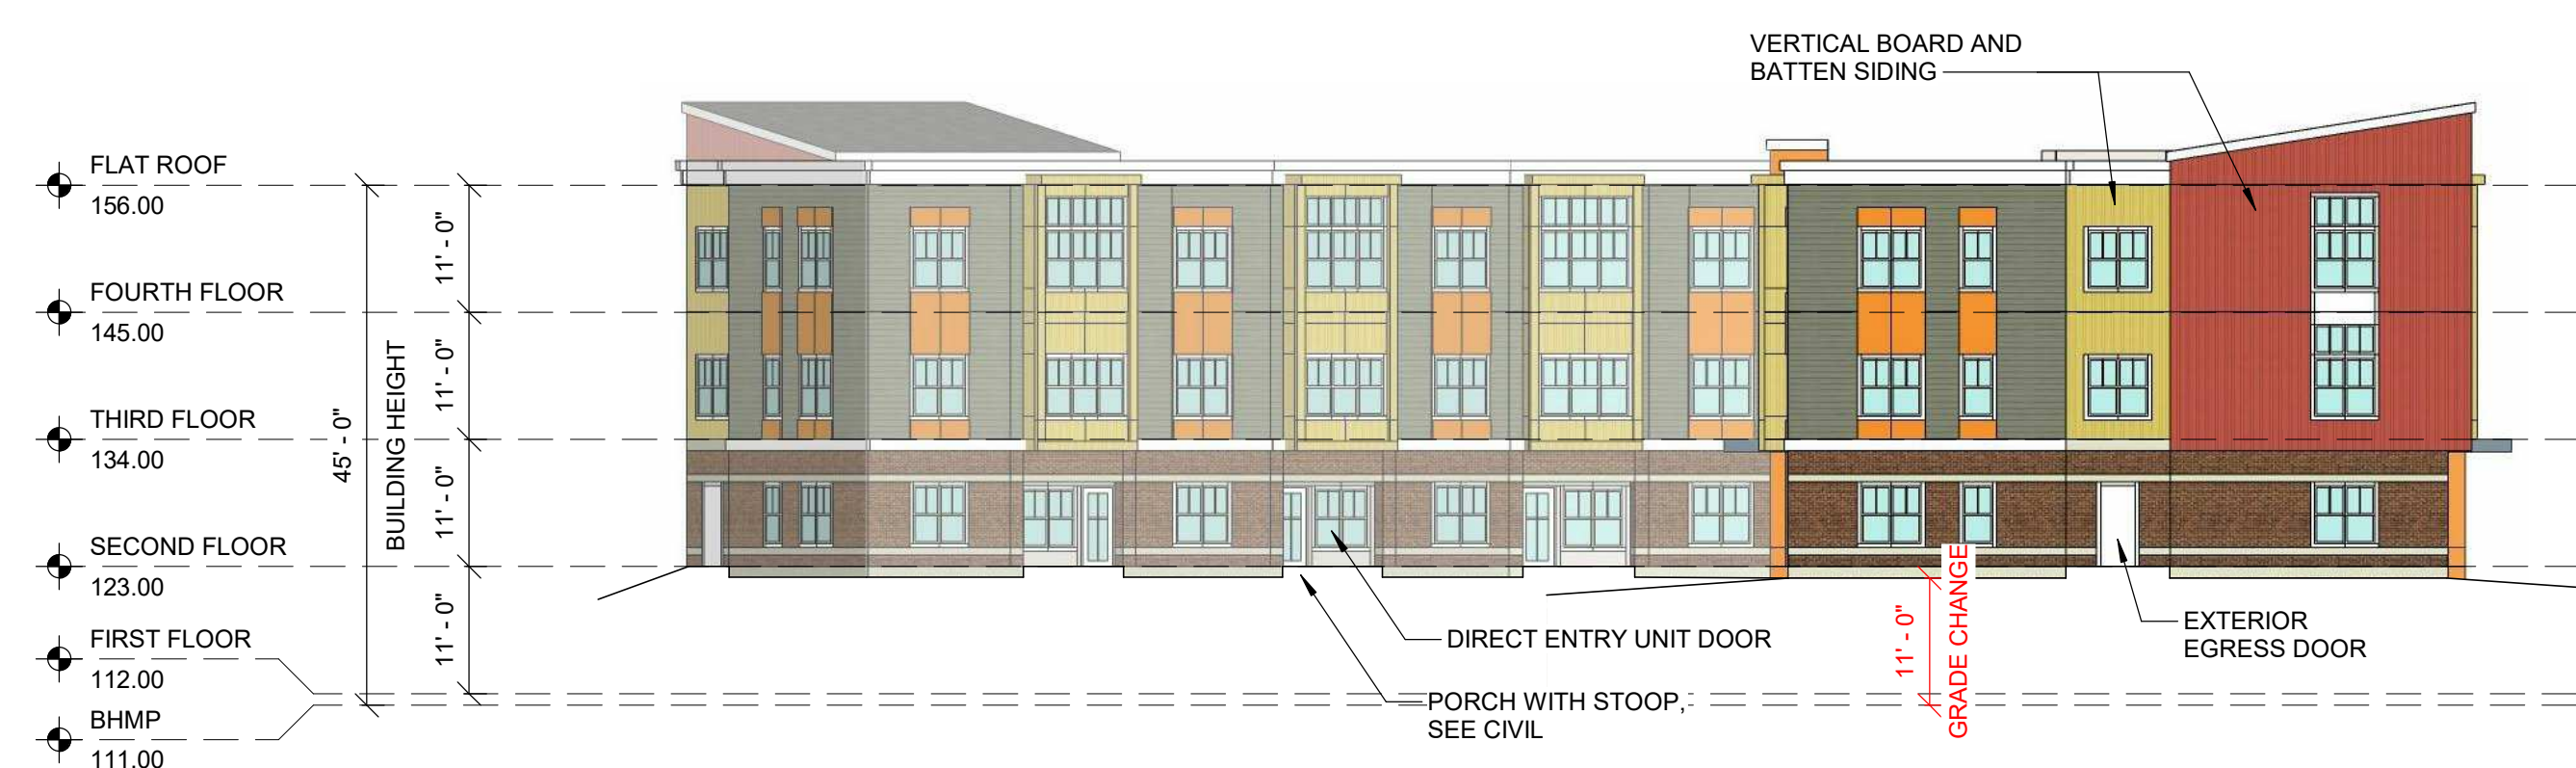 VERTICAL BOARD AND
BATTEN SIDING
FLAT ROOF
156.00
FOURTH FLOOR
145.00
THIRD FLOOR
134.00
SECOND FLOOR
123.00
FIRST FLOOR
112.00
BHMP
111.00
45' - 0"
BUILDING HEIGHT
11' - 0"
11' - 0"
11' - 0"
11' - 0"
DIRECT ENTRY UNIT DOOR
PORCH WITH STOOP,
SEE CIVIL
11' - 0"
GRADE CHANGE
EXTERIOR
EGRESS DOOR